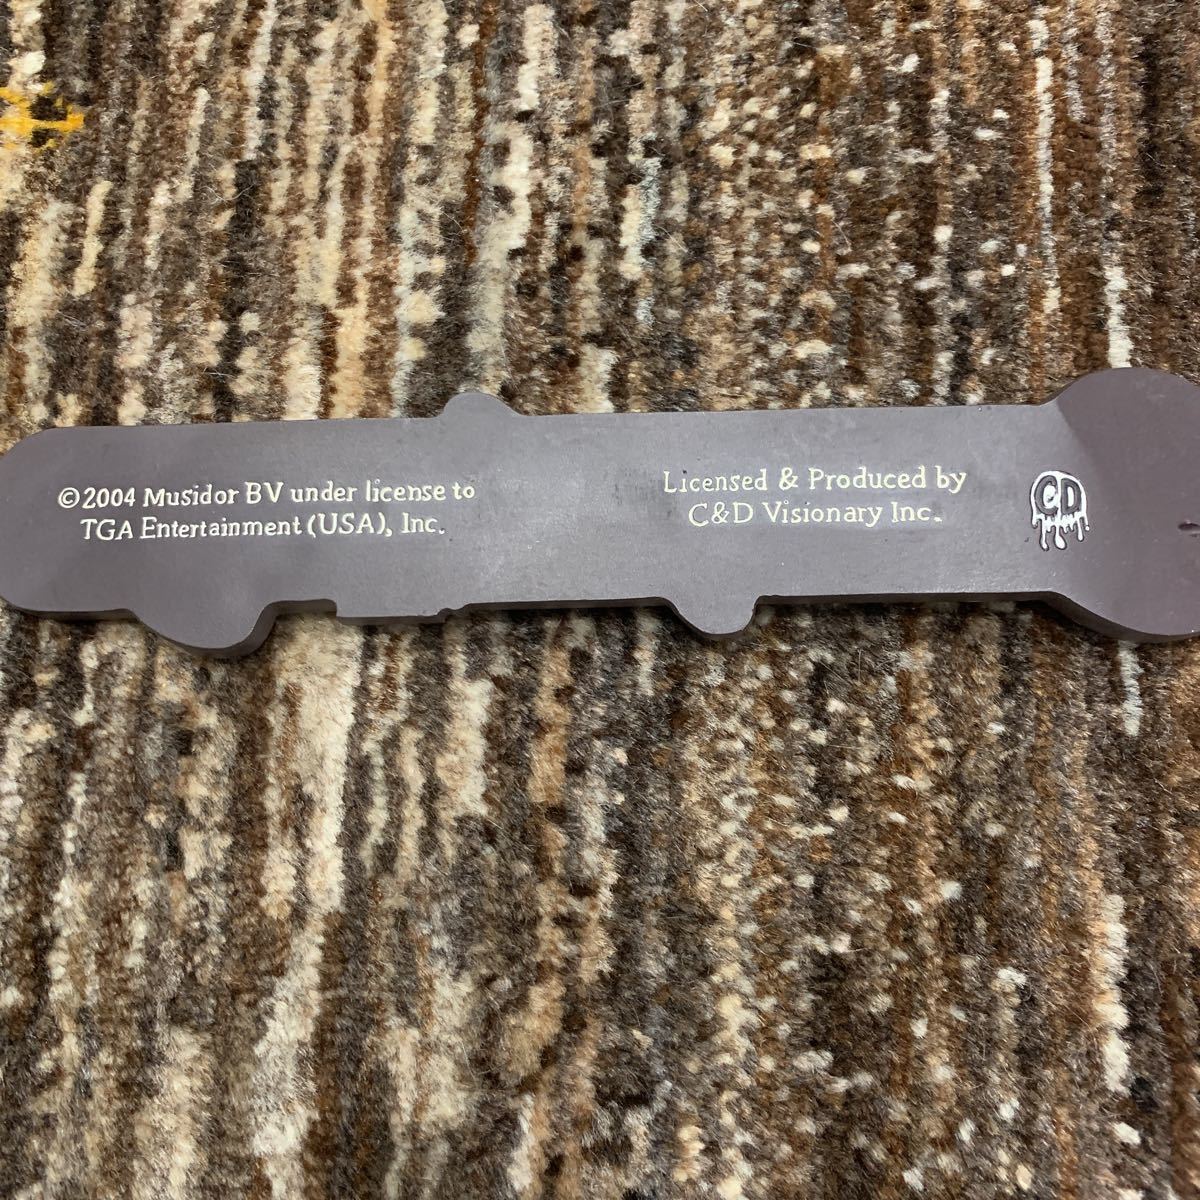 ©2004 Musidor BV under license to
TGA Entertainment (USA), Inc.
Licensed & Produced by
C&D Visionary Inc.
CD